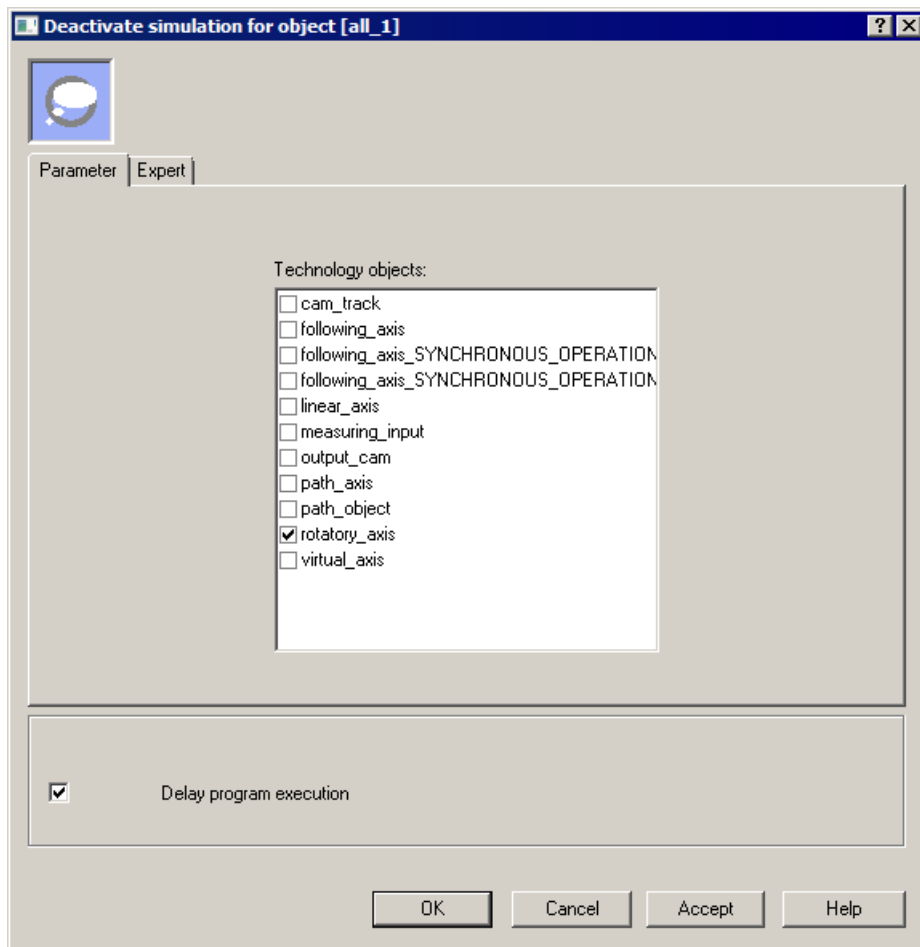 Deactivate simulation for object [all_1]
Parameter
Expert
Technology objects:
cam_track
following_axis
following_axis_SYNCHRONOUS_OPERATION
following_axis_SYNCHRONOUS_OPERATION
linear_axis
measuring_input
output_cam
path_axis
path_object
rotatory_axis
virtual_axis
Delay program execution
OK
Cancel
Accept
Help